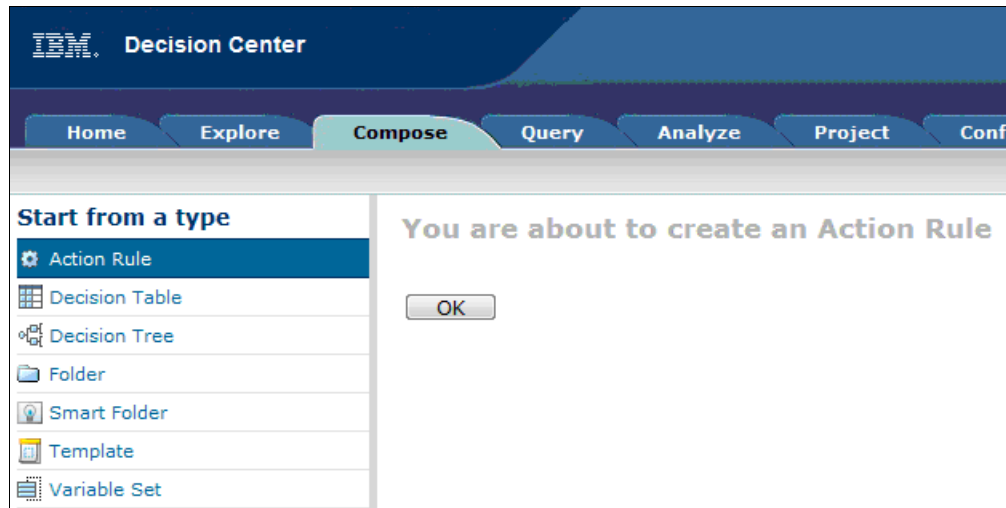 IBM. Decision Center
Home Explore Compose Query Analyze Project Conf
Start from a type
Action Rule
Decision Table
Decision Tree
Folder
Smart Folder
Template
Variable Set
You are about to create an Action Rule
OK